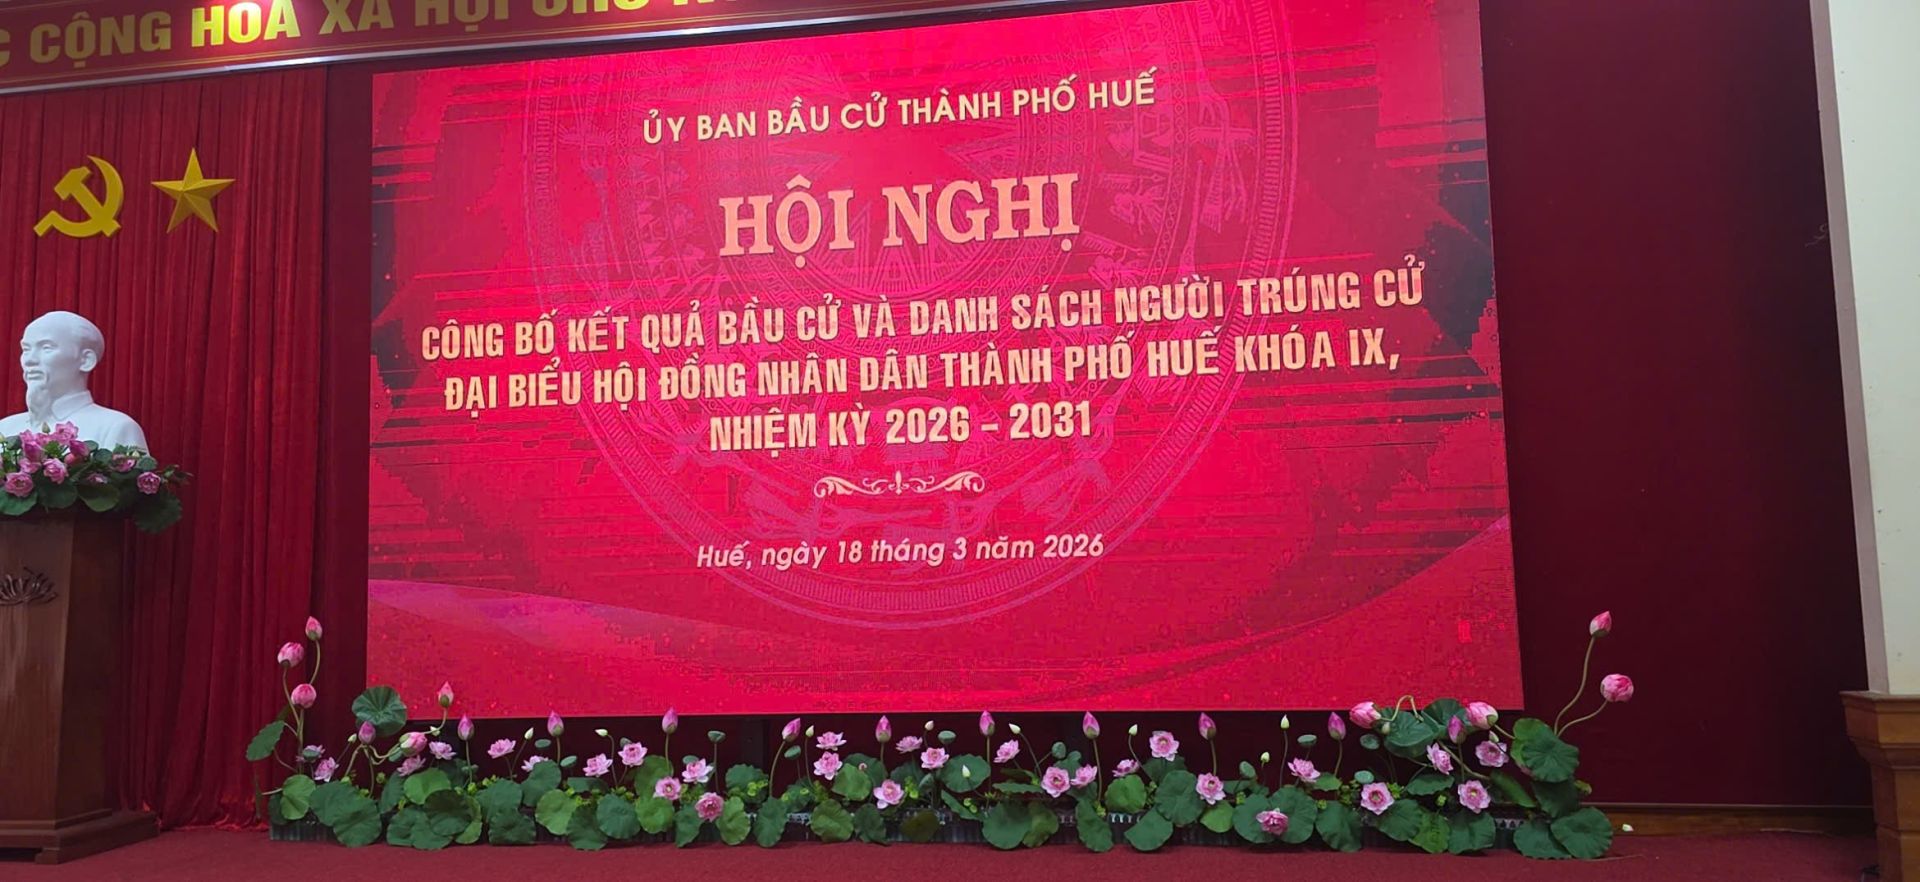 CỘNG HÒA XÃ HỘI CHỦ
ỦY BAN BẦU CỬ THÀNH PHỐ HUẾ
HỘI NGHỊ
CÔNG BỐ KẾT QUẢ BẦU CỬ VÀ DANH SÁCH NGƯỜI TRÚNG CỬ
ĐẠI BIỂU HỘI ĐỒNG NHÂN DÂN THÀNH PHỐ HUẾ KHÓA IX,
NHIỆM KỲ 2026 - 2031
Huế, ngày 18 tháng 3 năm 2026